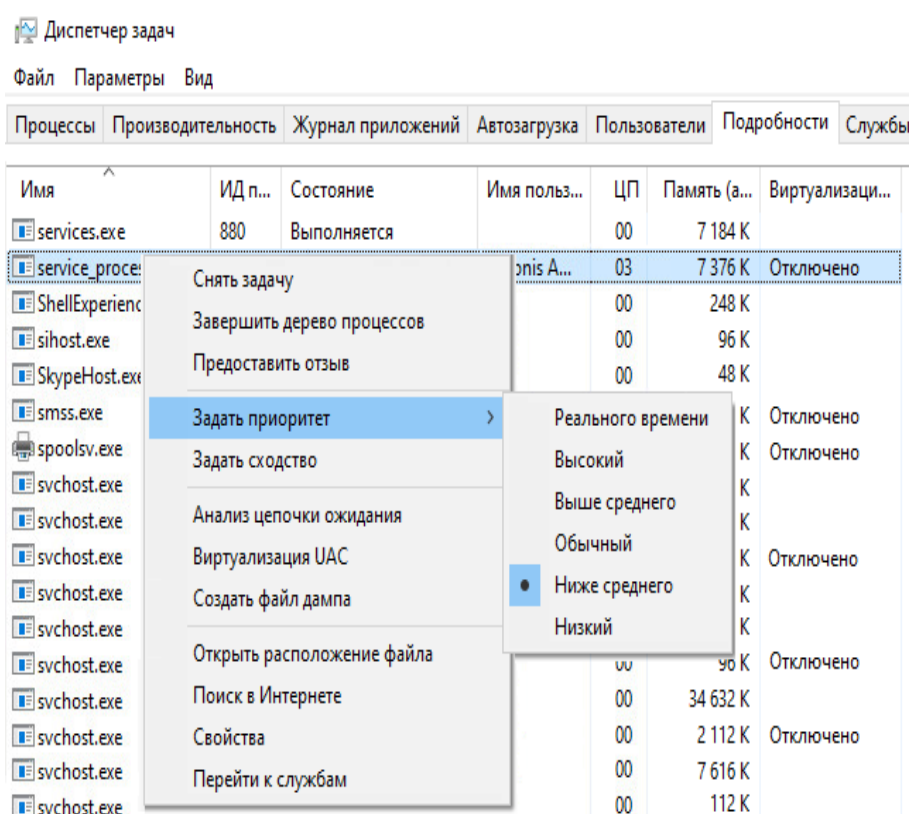 Диспетчер задач
Файл Параметры Вид
Процессы Производительность Журнал приложений Автозагрузка Пользователи Подробности Службы
Имя ИД п... Состояние Имя польз... ЦП Память (а... Виртуализаци...
services.exe 880 Выполняется 00 7 184 K
service_proce onis A... 03 7 376 K Отключено
Снять задачу
ShellExperienc 00 248 K
Завершить дерево процессов
sihost.exe 00 96 K
Предоставить отзыв
SkypeHost.exe 00 48 K
Задать приоритет
Реального времени
smss.exe K Отключено
Задать сходство
Высокий
spoolsv.exe K Отключено
svchost.exe K
Выше среднего
Анализ цепочки ожидания
svchost.exe K
Обычный
Виртуализация UAC
svchost.exe K Отключено
Ниже среднего
Создать файл дампа
svchost.exe K
Низкий
svchost.exe K
Открыть расположение файла
svchost.exe 96 K Отключено
Поиск в Интернете
svchost.exe 00 34 632 K
Свойства
svchost.exe 00 2 112 K Отключено
Перейти к службам
svchost.exe 00 7 616 K
svchost.exe 00 112 K